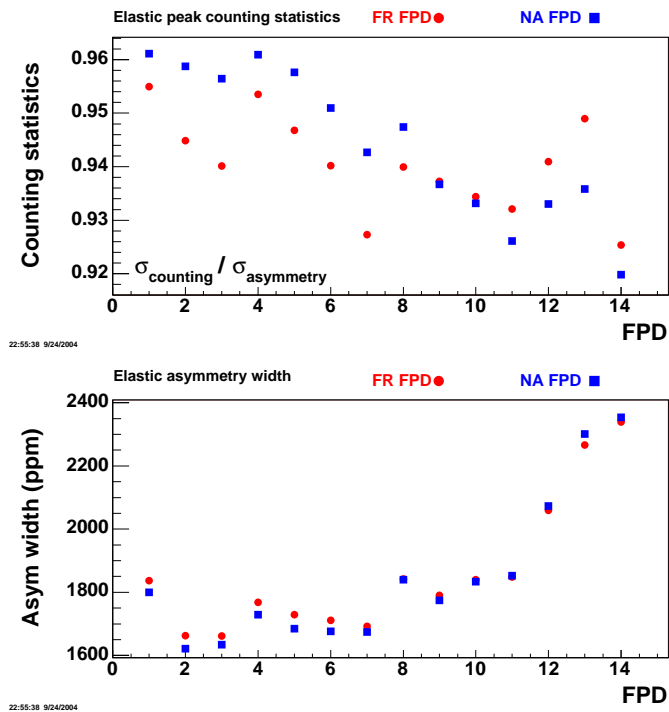 Elastic peak counting statistics FR FPD NA FPD
Counting statistics
0.96
0.95
0.94
0.93
0.92
σcounting / σasymmetry
0 2 4 6 8 10 12 14
FPD
22:55:38 9/24/2004
Elastic asymmetry width FR FPD NA FPD
Asym width (ppm)
2400
2200
2000
1800
1600
0 2 4 6 8 10 12 14
FPD
22:55:38 9/24/2004